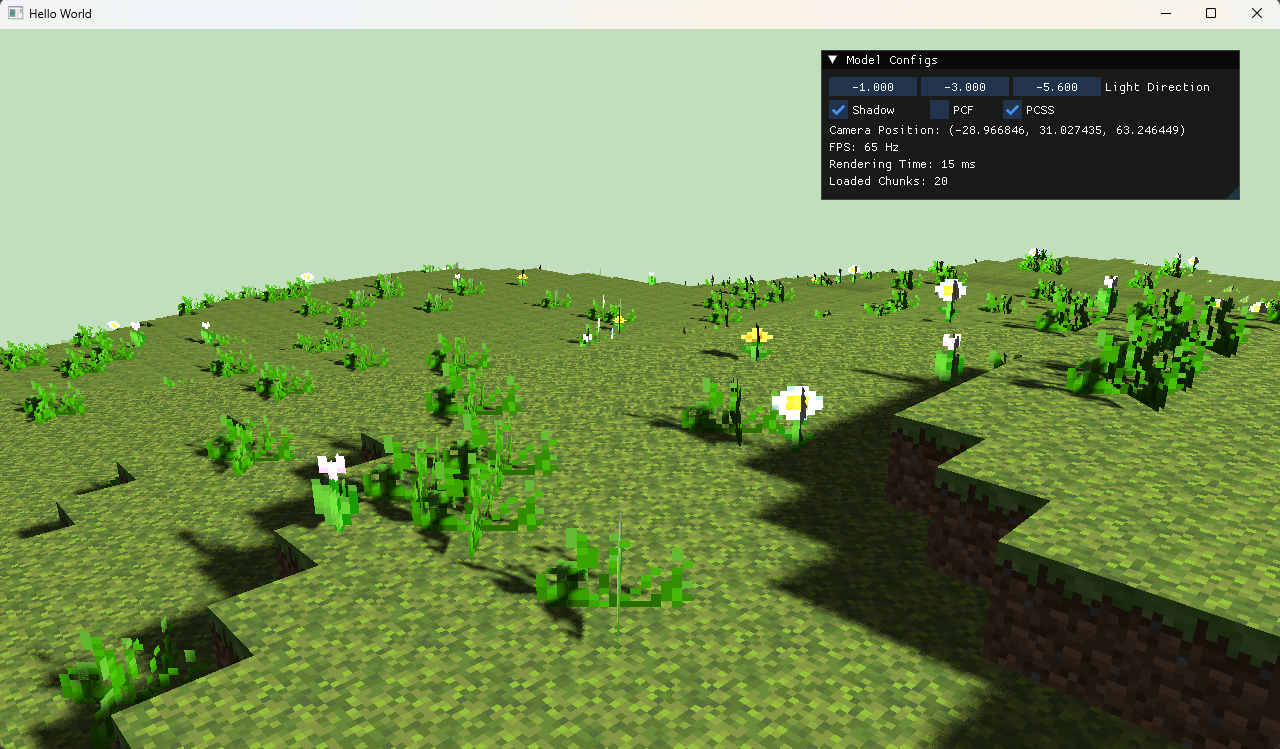 Hello World
Model Configs
-1.000 -3.000 -5.600 Light Direction
Shadow PCF PCSS
Camera Position: (-28.966846, 31.027435, 63.246449)
FPS: 65 Hz
Rendering Time: 15 ms
Loaded Chunks: 20